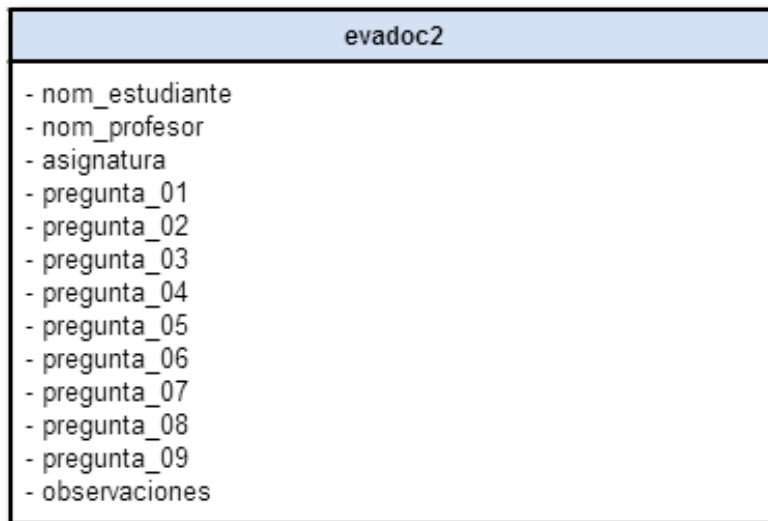 evadoc2
- nom_estudiante
- nom_profesor
- asignatura
- pregunta_01
- pregunta_02
- pregunta_03
- pregunta_04
- pregunta_05
- pregunta_06
- pregunta_07
- pregunta_08
- pregunta_09
- observaciones